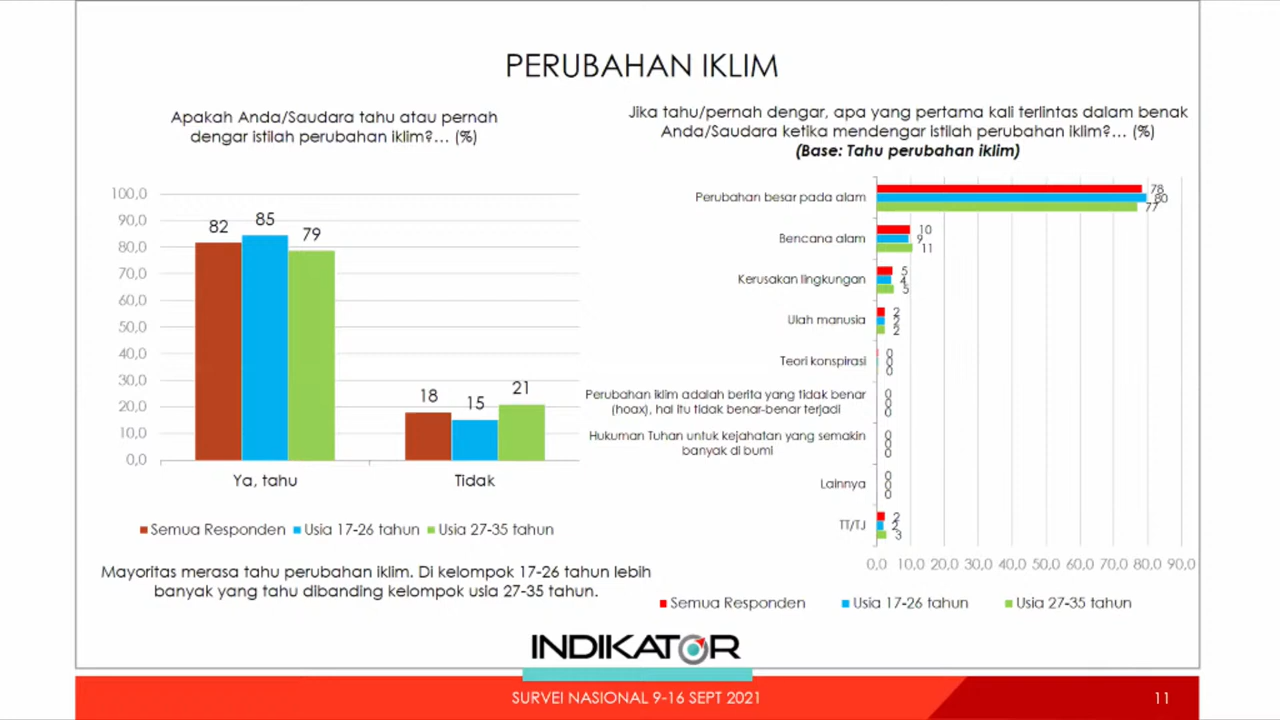 PERUBAHAN IKLIM
Apakah Anda/Saudara tahu atau pernah
dengar istilah perubahan iklim?... (%)
100,0
90,0
80,0
70,0
60,0
50,0
40,0
30,0
20,0
10,0
0,0
82
85
79
18
15
21
Ya, tahu
Tidak
Semua Responden
Usia 17-26 tahun
Usia 27-35 tahun
Mayoritas merasa tahu perubahan iklim. Di kelompok 17-26 tahun lebih
banyak yang tahu dibanding kelompok usia 27-35 tahun.
Jika tahu/pernah dengar, apa yang pertama kali terlintas dalam benak
Anda/Saudara ketika mendengar istilah perubahan iklim?... (%)
(Base: Tahu perubahan iklim)
Perubahan besar pada alam
78
80
77
Bencana alam
10
9
11
Kerusakan lingkungan
5
4
5
Ulah manusia
2
2
2
Teori konspirasi
0
0
0
Perubahan iklim adalah berita yang tidak benar
(hoax), hal itu tidak benar-benar terjadi
0
0
0
Hukuman Tuhan untuk kejahatan yang semakin
banyak di bumi
0
0
0
Lainnya
0
0
0
TT/TJ
2
2
3
0,0 10,0 20,0 30,0 40,0 50,0 60,0 70,0 80,0 90,0
Semua Responden
Usia 17-26 tahun
Usia 27-35 tahun
INDIKATOR
SURVEI NASIONAL 9-16 SEPT 2021
11